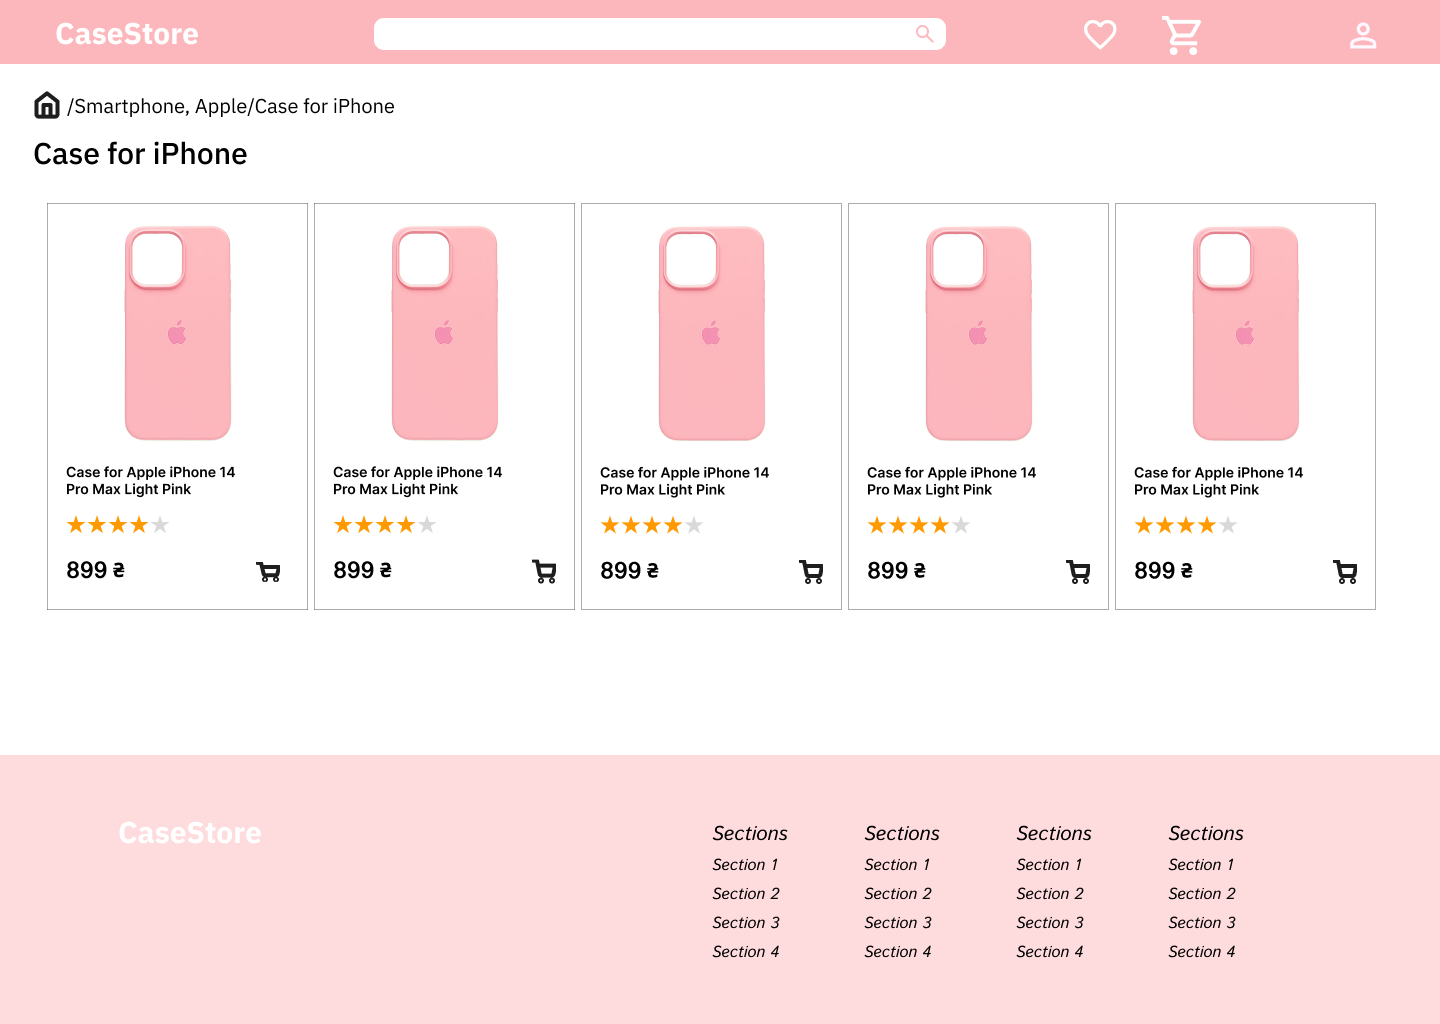 CaseStore
/Smartphone, Apple/Case for iPhone
Case for iPhone
Case for Apple iPhone 14
Pro Max Light Pink
899 ₴
Case for Apple iPhone 14
Pro Max Light Pink
899 ₴
Case for Apple iPhone 14
Pro Max Light Pink
899 ₴
Case for Apple iPhone 14
Pro Max Light Pink
899 ₴
Case for Apple iPhone 14
Pro Max Light Pink
899 ₴
CaseStore
Sections
Section 1
Section 2
Section 3
Section 4
Sections
Section 1
Section 2
Section 3
Section 4
Sections
Section 1
Section 2
Section 3
Section 4
Sections
Section 1
Section 2
Section 3
Section 4